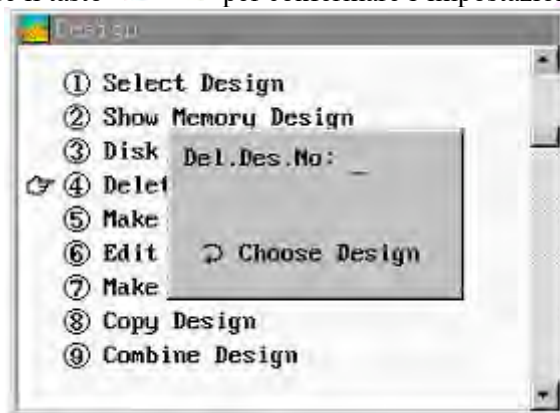 per confermare
Design
① Select Design
② Show Memory Design
③ Disk
④ Delet
⑤ Make
⑥ Edit
⑦ Make
⑧ Copy Design
⑨ Combine Design
Del.Des.No: _
Choose Design